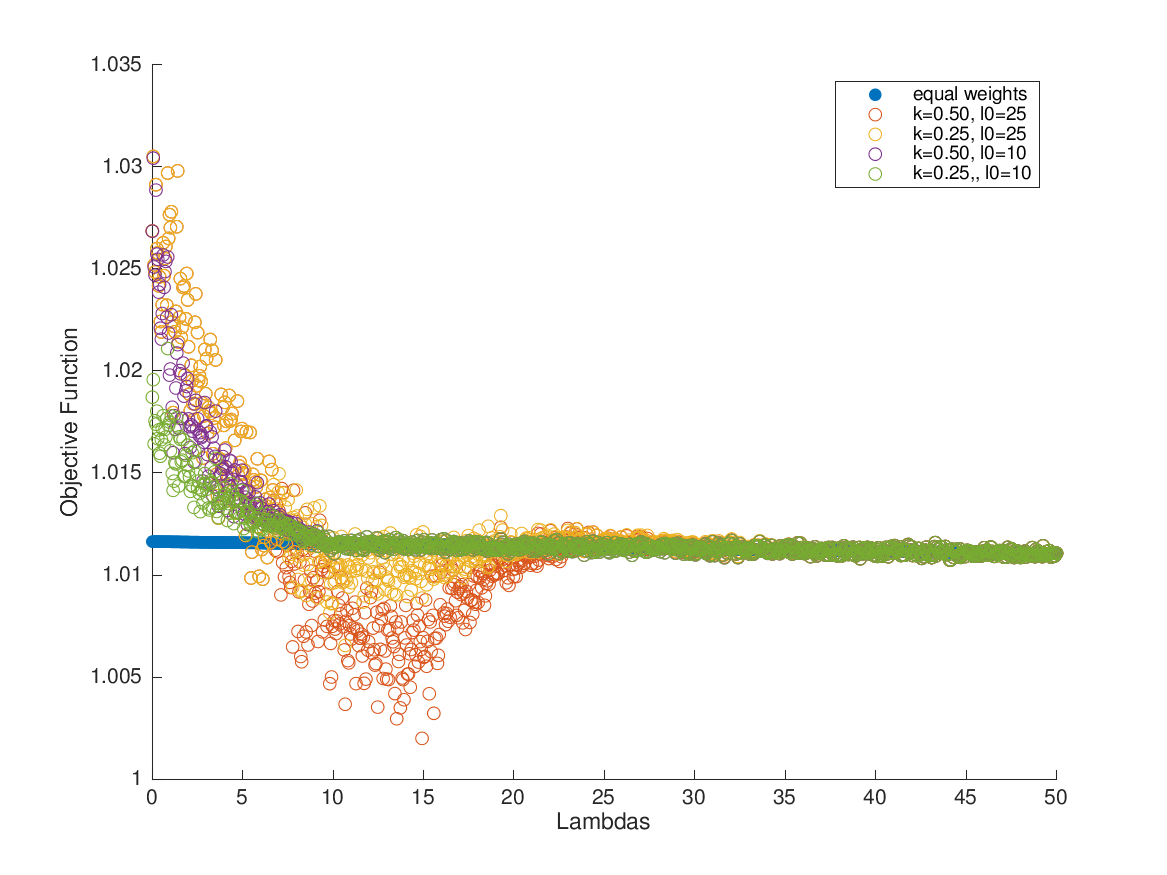 1.035
1.03
1.025
1.02
1.015
1.01
1.005
1
Objective Function
equal weights
k=0.50, l0=25
k=0.25, l0=25
k=0.50, l0=10
k=0.25,, l0=10
0 5 10 15 20 25 30 35 40 45 50
Lambdas